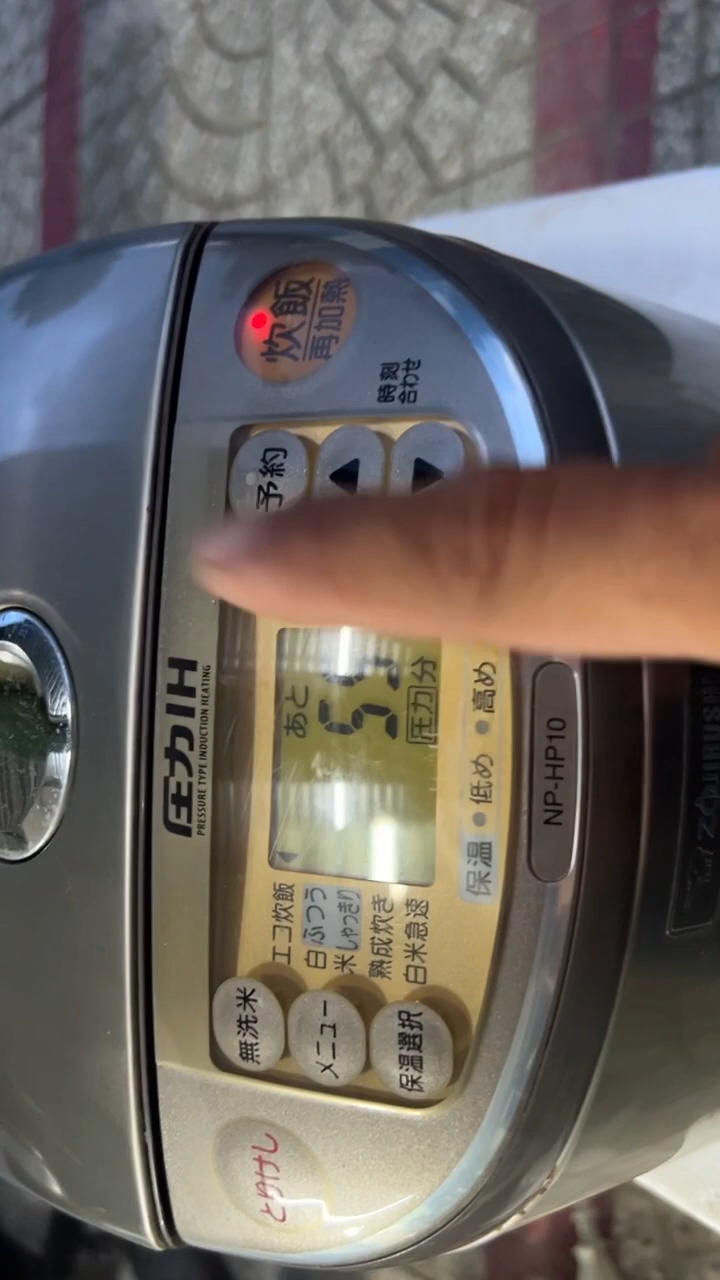 とりけし
無洗米
メニュー
保温選択
エコ炊飯
白米
ふつう
しゃっきり
熟成炊き
白米急速
圧力IH
PRESSURE TYPE INDUCTION HEATING
あと
59
圧力 分
保温 ●低め ●高め
予約
時刻
合わせ
炊飯
再加熱
NP-HP10
ZOJIRUSHI